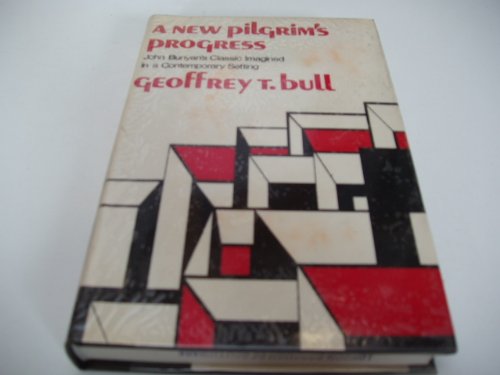 A NEW PILGRIM'S
PROGRESS
John Bunyan's Classic Imagined
in a Contemporary Setting
GEOFFREY T. BULL